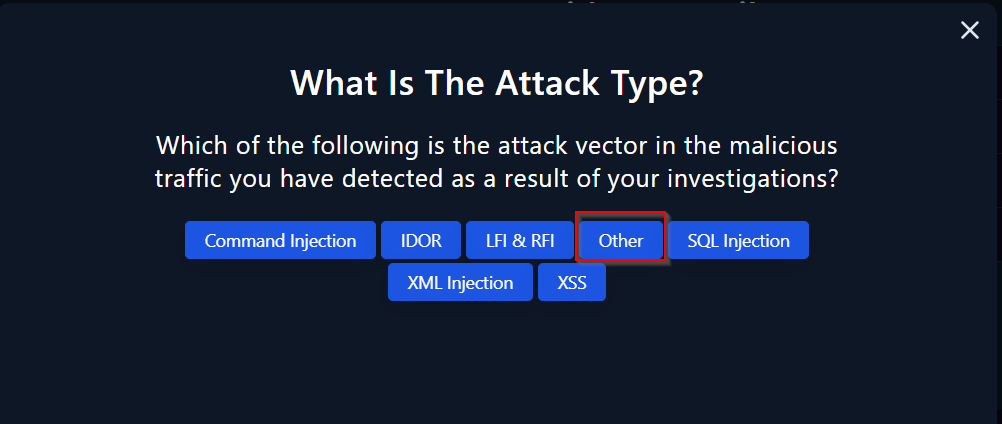 What Is The Attack Type?
Which of the following is the attack vector in the malicious
traffic you have detected as a result of your investigations?
Command Injection IDOR LFI & RFI Other SQL Injection
XML Injection XSS